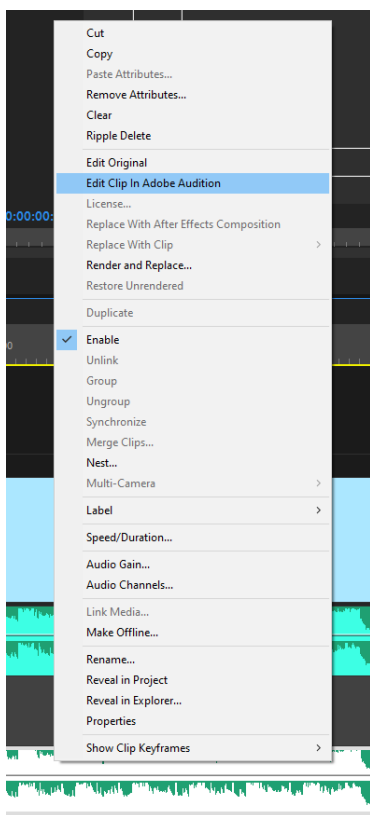 Cut
Copy
Paste Attributes...
Remove Attributes...
Clear
Ripple Delete
Edit Original
Edit Clip In Adobe Audition
License...
Replace With After Effects Composition
Replace With Clip
Render and Replace...
Restore Unrendered
Duplicate
0:00:00:
Enable
Unlink
Group
Ungroup
Synchronize
Merge Clips...
Nest...
Multi-Camera
Label
Speed/Duration...
Audio Gain...
Audio Channels...
Link Media...
Make Offline...
Rename...
Reveal in Project
Reveal in Explorer...
Properties
Show Clip Keyframes